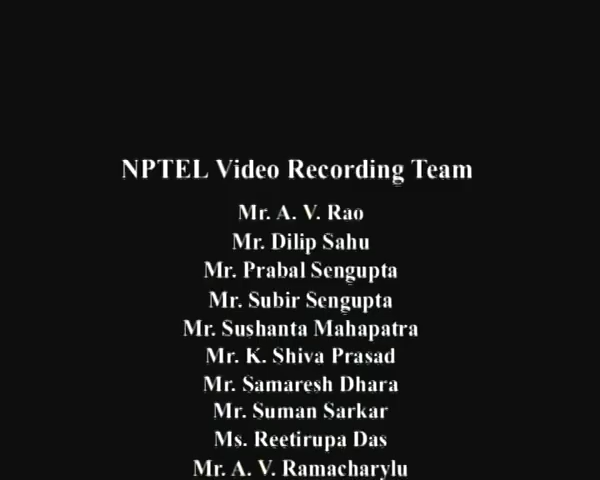 NPTEL Video Recording Team
Mr. A. V. Rao
Mr. Dilip Sahu
Mr. Prabal Sengupta
Mr. Subir Sengupta
Mr. Sushanta Mahapatra
Mr. K. Shiva Prasad
Mr. Samaresh Dhara
Mr. Suman Sarkar
Ms. Reetirupa Das
Mr. A. V. Ramacharylu